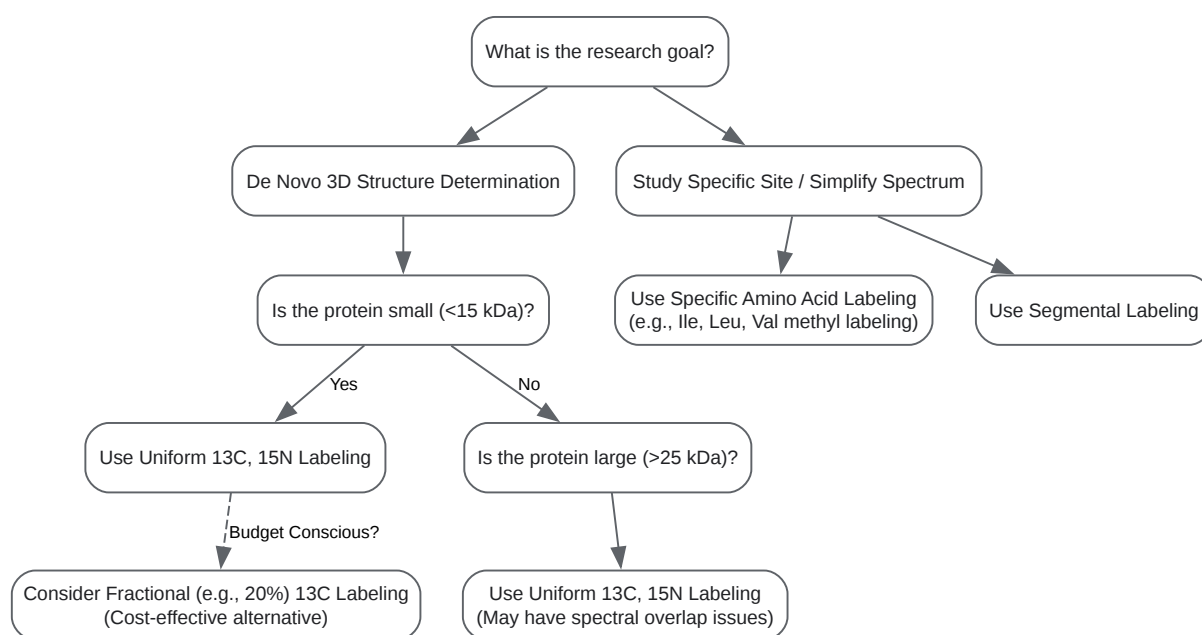 What is the research goal?
De Novo 3D Structure Determination
Study Specific Site / Simplify Spectrum
Is the protein small (<15 kDa)?
Use Specific Amino Acid Labeling
(e.g., Ile, Leu, Val methyl labeling)
Use Segmental Labeling
Yes
No
Use Uniform 13C, 15N Labeling
Is the protein large (>25 kDa)?
Budget Conscious?
Consider Fractional (e.g., 20%) 13C Labeling
(Cost-effective alternative)
Use Uniform 13C, 15N Labeling
(May have spectral overlap issues)